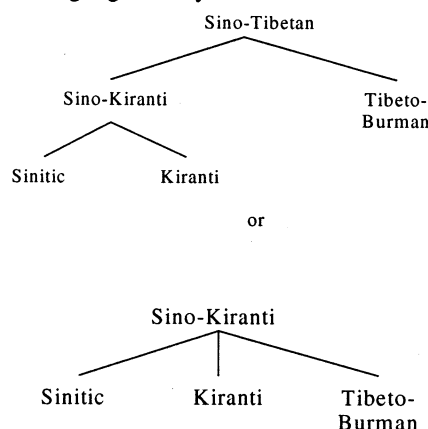 Sino-Tibetan
Sino-Kiranti
Tibeto-
Burman
Sinitic Kiranti
or
Sino-Kiranti
Sinitic Kiranti Tibeto-
Burman